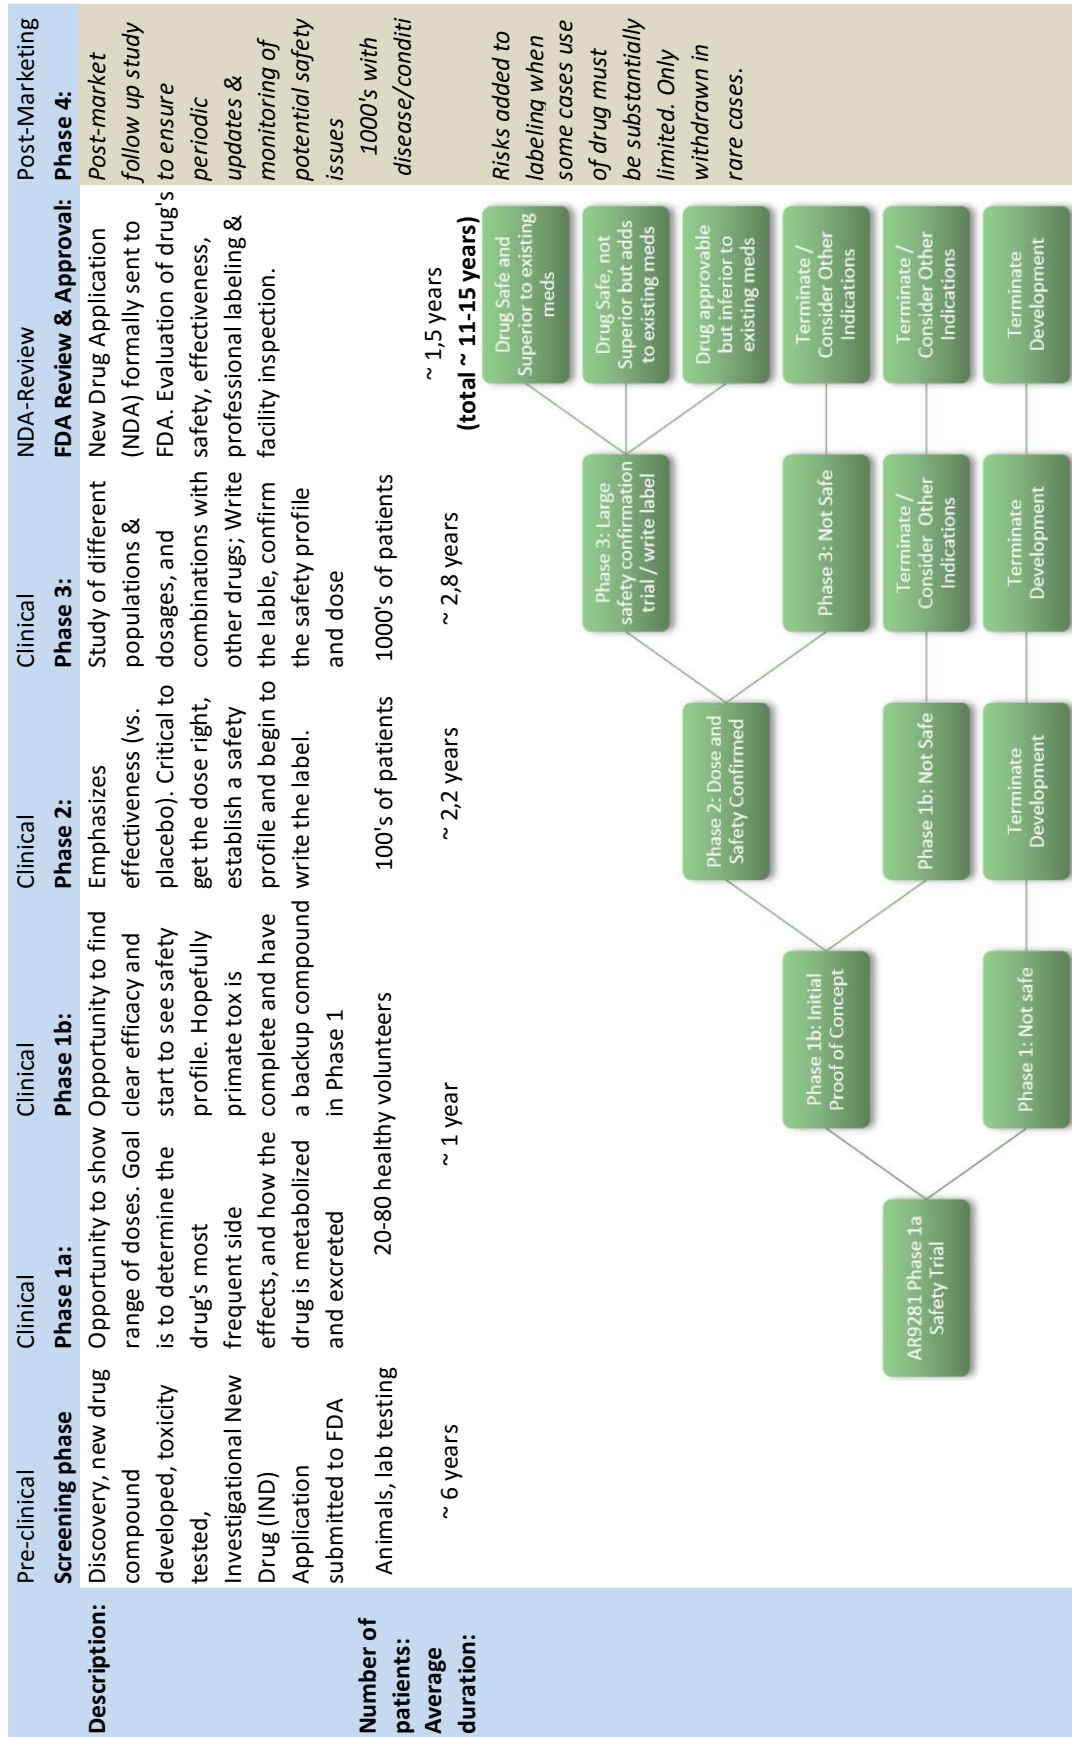 Pre-clinical
Clinical
Clinical
Clinical
Clinical
NDA-Review
Post-Marketing
Screening phase
Phase 1a:
Phase 1b:
Phase 2:
Phase 3:
FDA Review & Approval:
Phase 4:
Description:
Discovery, new drug
compound
developed, toxicity
tested,
Investigational New
Drug (IND)
Application
submitted to FDA
Opportunity to show
range of doses. Goal
is to determine the
drug's most
frequent side
effects, and how the
drug is metabolized
and excreted
Opportunity to find
clear efficacy and
start to see safety
profile. Hopefully
primate tox is
complete and have
a backup compound
in Phase 1
Emphasizes
effectiveness (vs.
placebo). Critical to
get the dose right,
establish a safety
profile and begin to
write the label.
Study of different
populations &
dosages, and
combinations with
other drugs; Write
the lable, confirm
the safety profile
and dose
New Drug Application
(NDA) formally sent to
FDA. Evaluation of drug's
safety, effectiveness,
professional labeling &
facility inspection.
Post-market
follow up study
to ensure
periodic
updates &
monitoring of
potential safety
issues
Number of
patients:
Animals, lab testing
20-80 healthy volunteers
100's of patients
1000's of patients
1000's with
disease/conditi
Average
duration:
~ 6 years
~ 1 year
~ 2,2 years
~ 2,8 years
~ 1,5 years
(total ~ 11-15 years)
Risks added to
labeling when
some cases use
of drug must
be substantially
limited. Only
withdrawn in
rare cases.
AR9281 Phase 1a
Safety Trial
Phase 1b: Initial
Proof of Concept
Phase 1: Not safe
Phase 2: Dose and
Safety Confirmed
Phase 1b: Not Safe
Terminate
Development
Phase 3: Large
safety confirmation
trial / write label
Phase 3: Not Safe
Terminate /
Consider Other
Indications
Terminate
Development
Drug Safe and
Superior to existing
meds
Drug Safe, not
Superior but adds
to existing meds
Drug approvable
but inferior to
existing meds
Terminate /
Consider Other
Indications
Terminate /
Consider Other
Indications
Terminate
Development